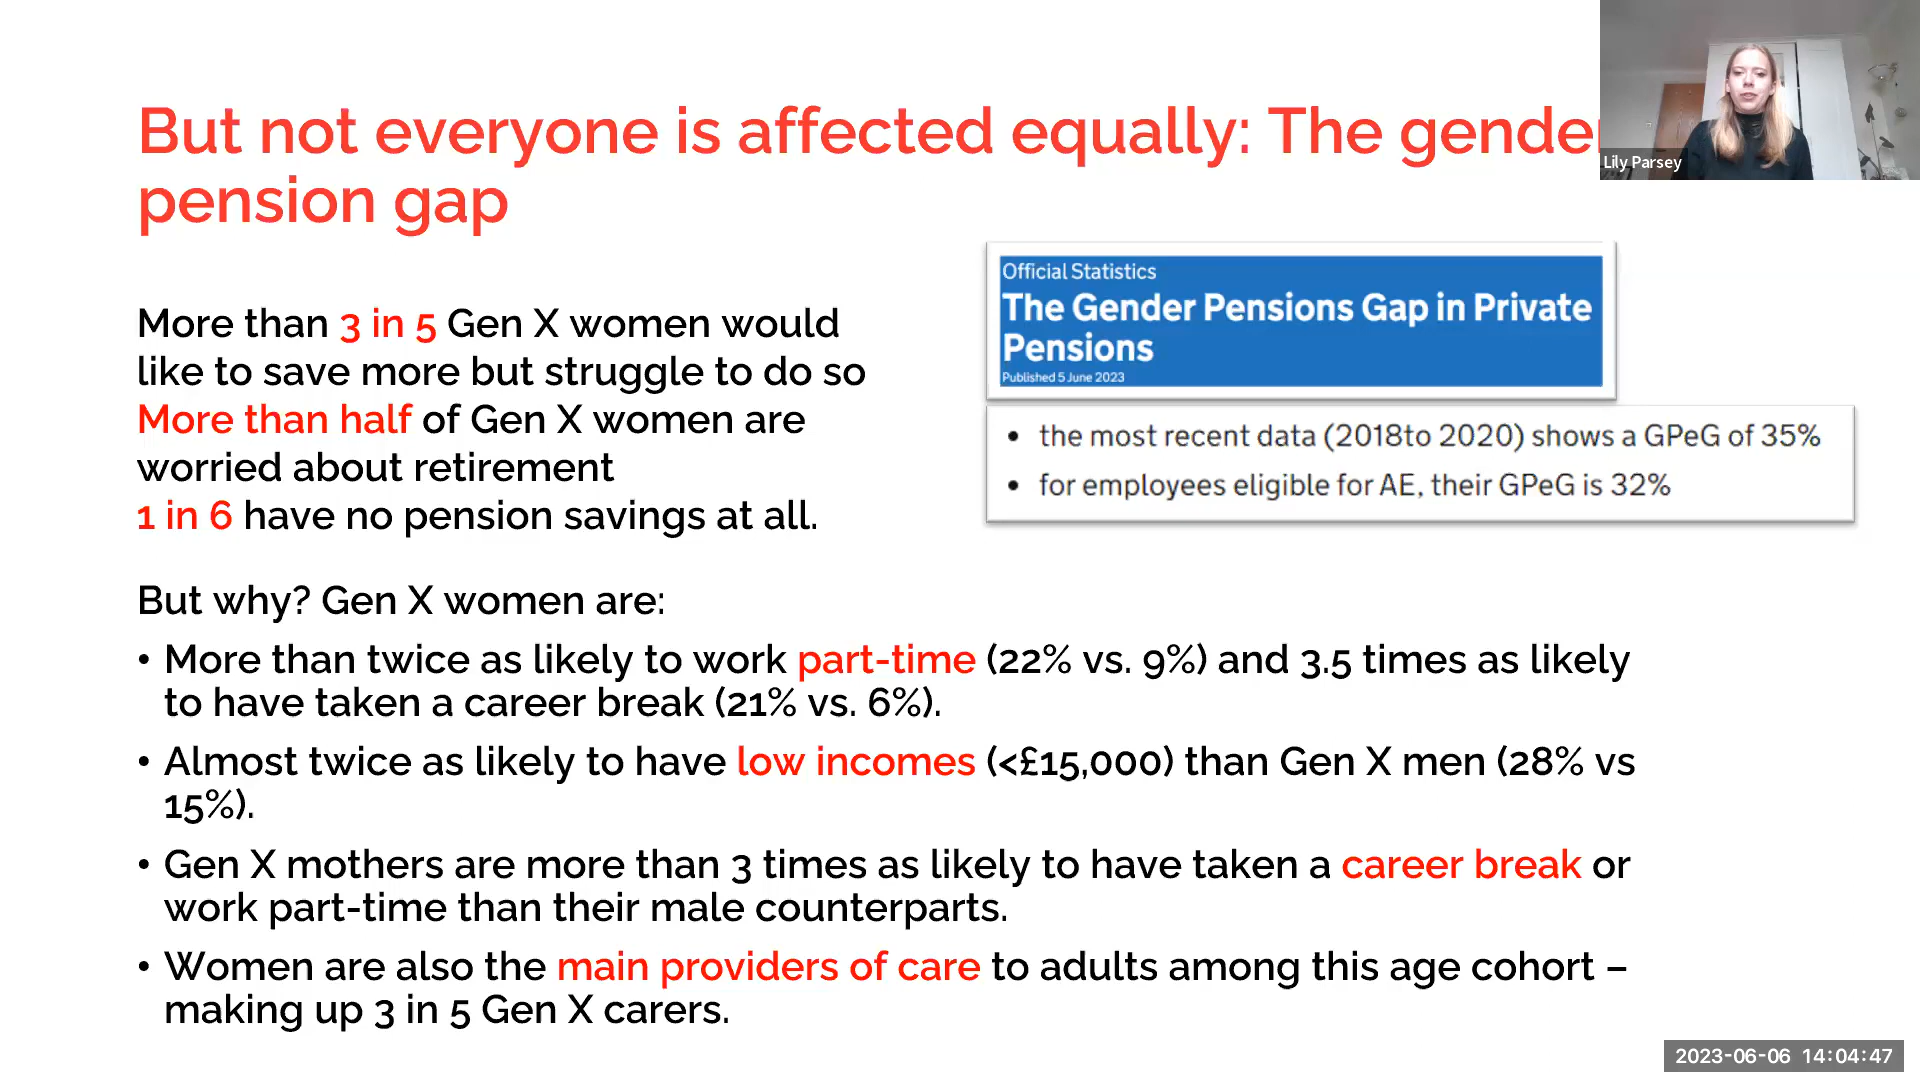 But not everyone is affected equally: The gender
pension gap
Lily Parsey
Official Statistics
The Gender Pensions Gap in Private
Pensions
Published 5 June 2023
• the most recent data (2018to 2020) shows a GPeG of 35%
• for employees eligible for AE, their GPeG is 32%
More than 3 in 5 Gen X women would
like to save more but struggle to do so
More than half of Gen X women are
worried about retirement
1 in 6 have no pension savings at all.
But why? Gen X women are:
• More than twice as likely to work part-time (22% vs. 9%) and 3.5 times as likely
to have taken a career break (21% vs. 6%).
• Almost twice as likely to have low incomes (<£15,000) than Gen X men (28% vs
15%).
• Gen X mothers are more than 3 times as likely to have taken a career break or
work part-time than their male counterparts.
• Women are also the main providers of care to adults among this age cohort –
making up 3 in 5 Gen X carers.
2023-06-06 14:04:47